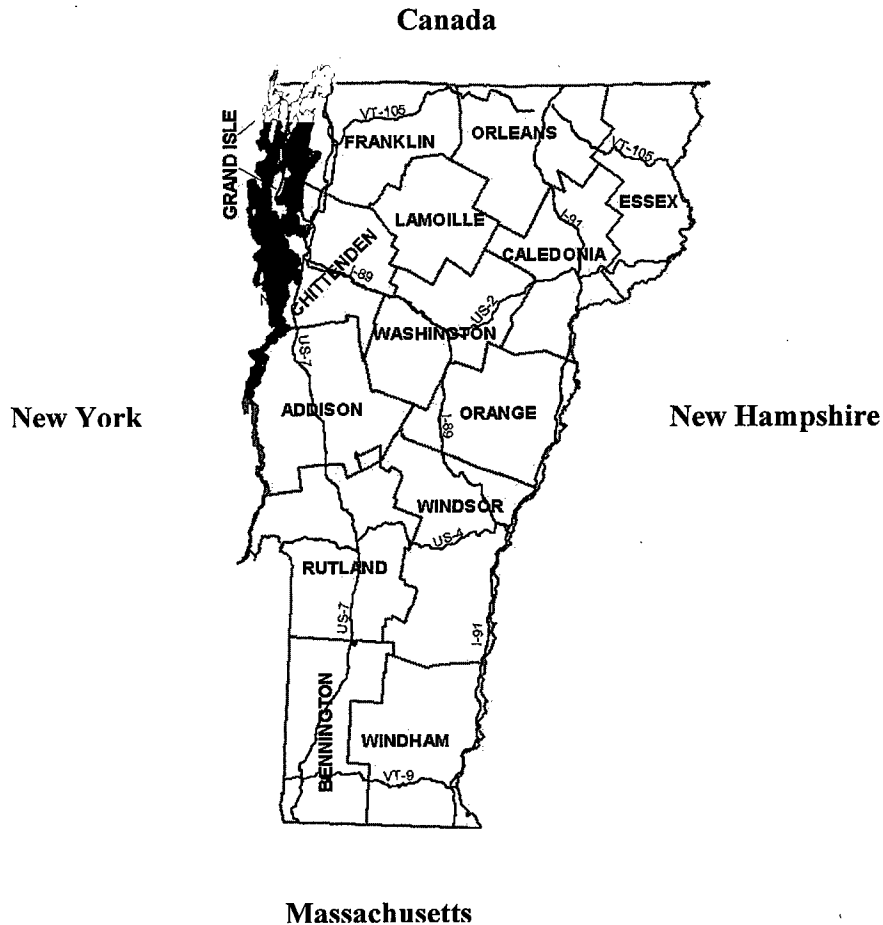 Canada
VT-105
FRANKLIN
ORLEANS
VT-105
GRAND ISLE
LAMOILLE
ESSEX
I-91
CHITTENDEN
CALEDONIA
I-89
US-2
WASHINGTON
US-7
New York
ADDISON
I-89
ORANGE
New Hampshire
WINDSOR
US-4
RUTLAND
US-7
I-91
BENNINGTON
WINDHAM
VT-9
Massachusetts